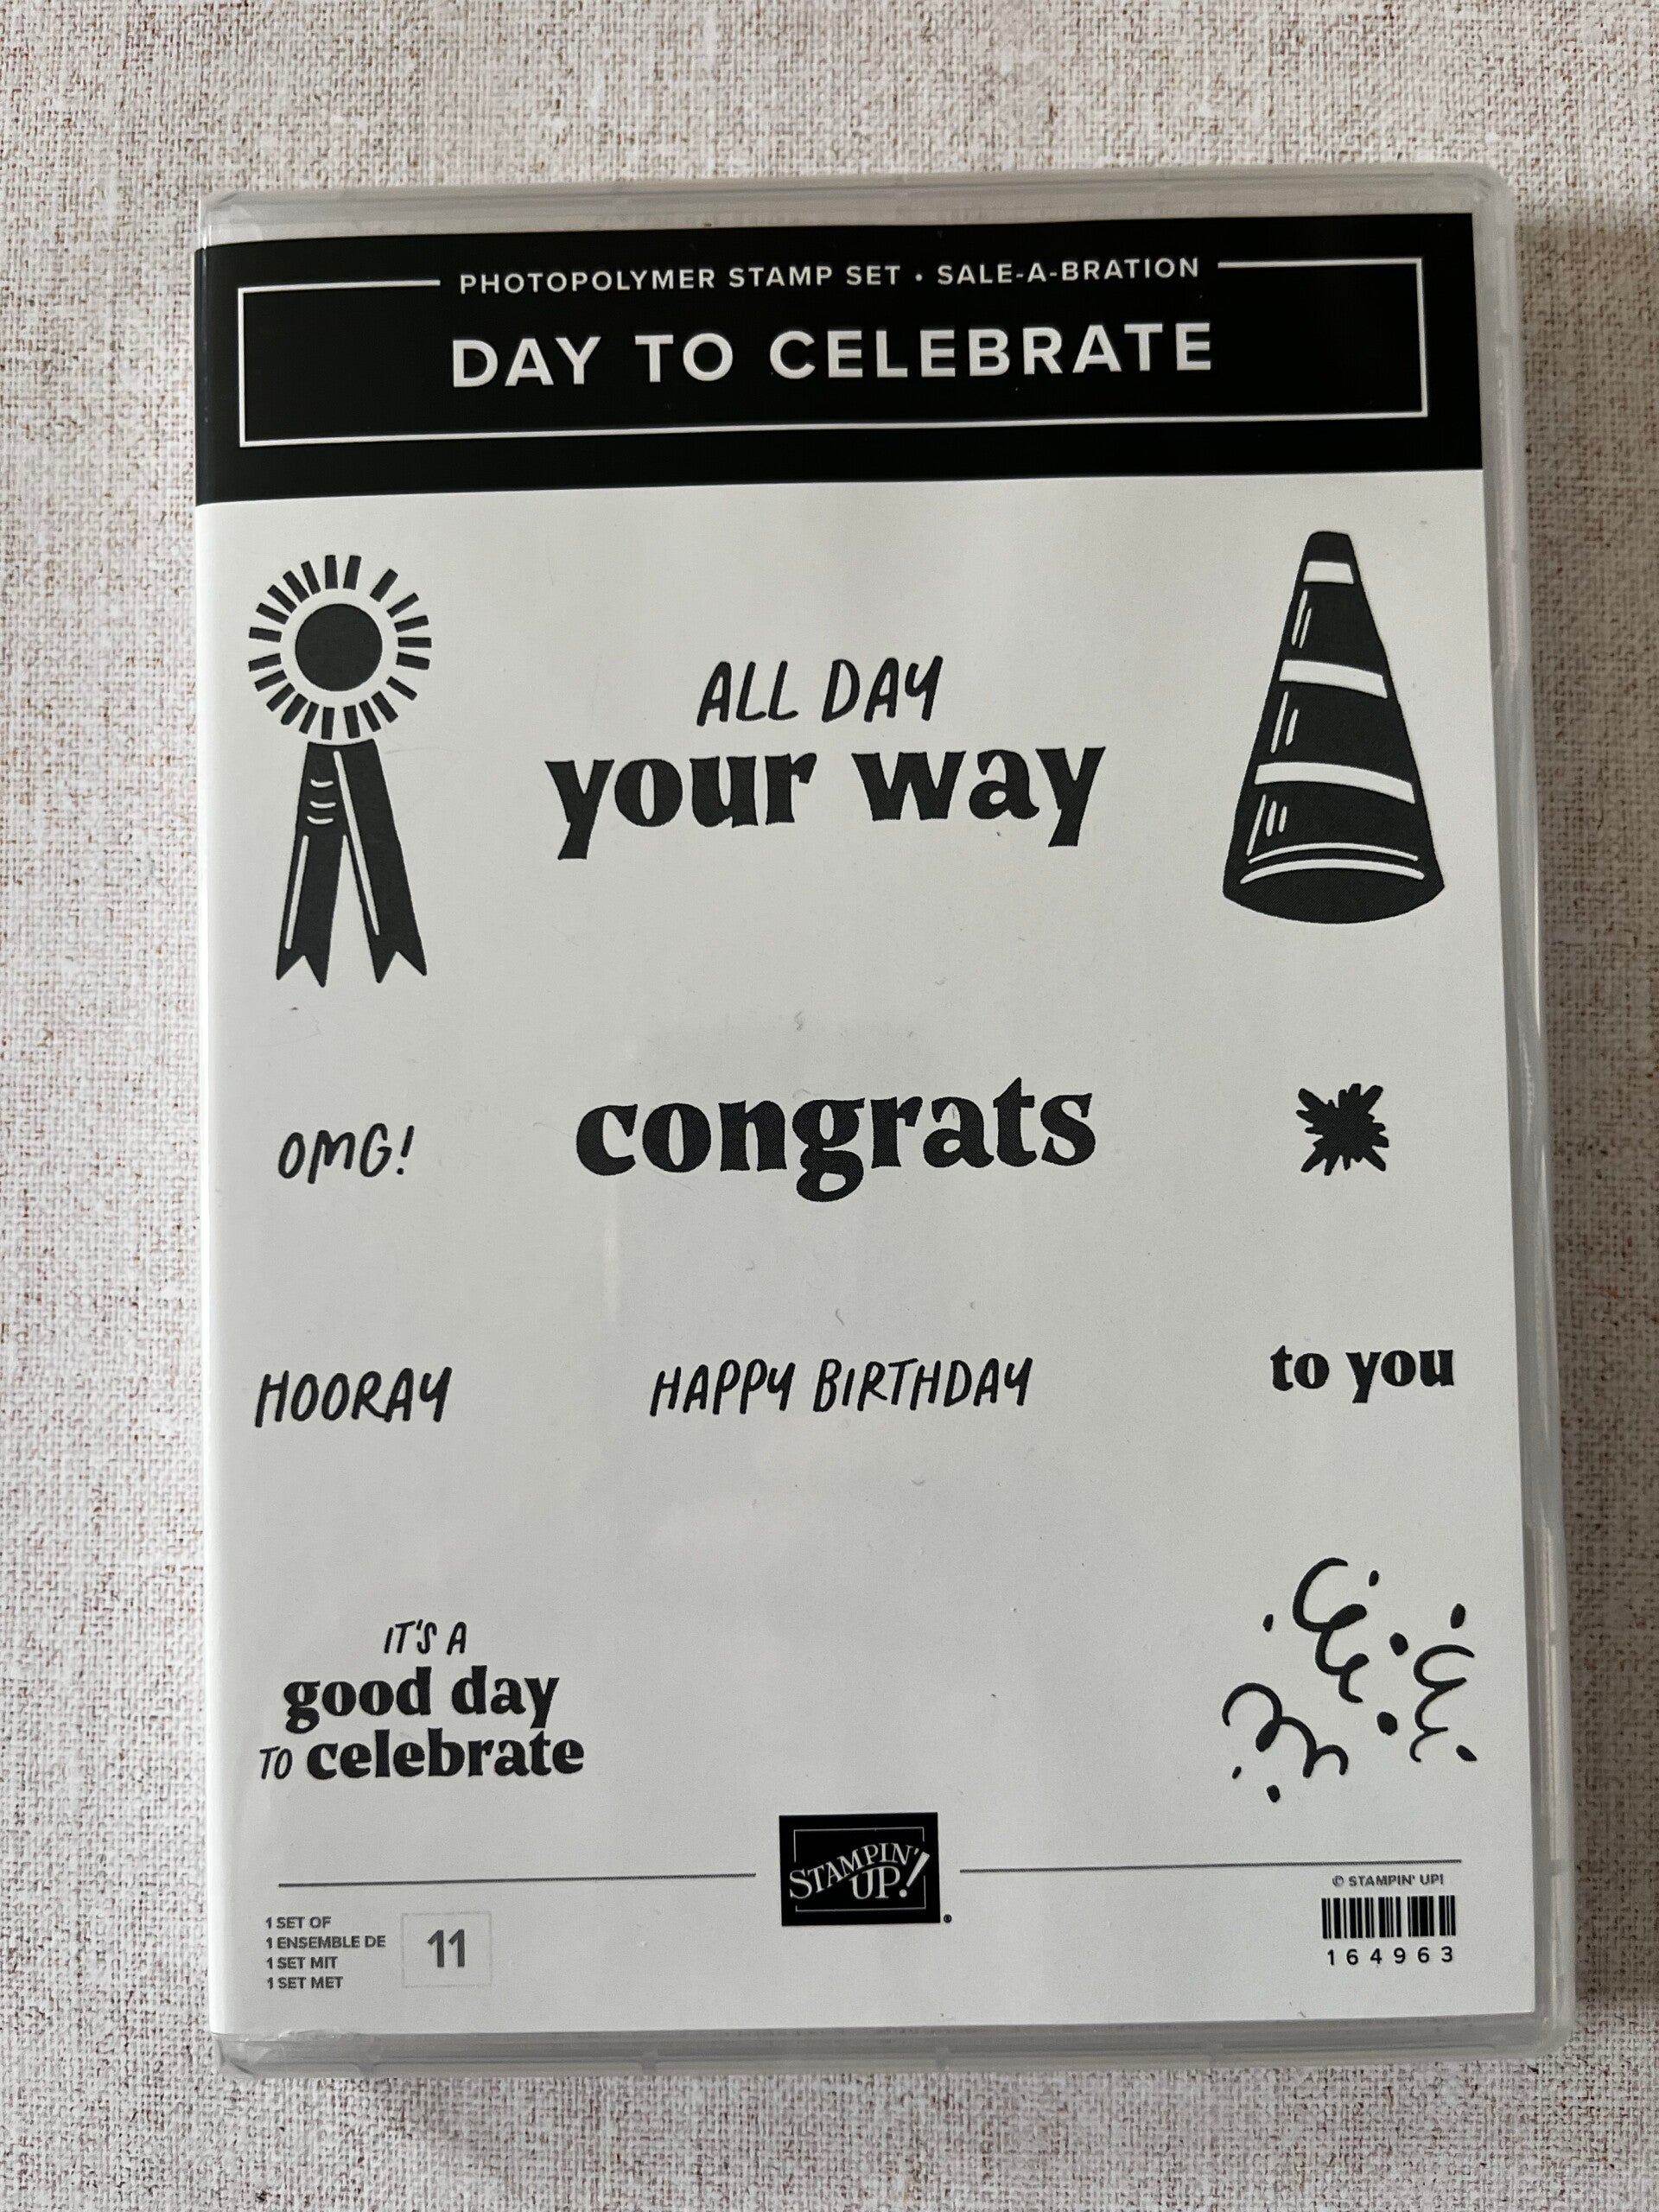 PHOTOPOLYMER STAMP SET • SALE-A-BRATION
DAY TO CELEBRATE
ALL DAY
your way
OMG!
congrats
HOORAY
HAPPY BIRTHDAY
to you
IT'S A
good day
TO celebrate
STAMPIN'
UP!
®
© STAMPIN' UP!
1 SET OF
1 ENSEMBLE DE
1 SET MIT
1 SET MET
11
164963